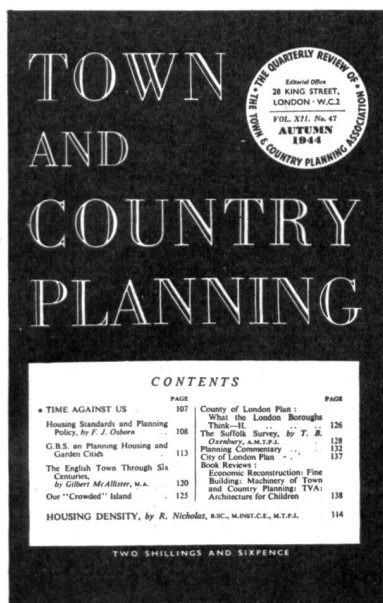 TOWN
AND
COUNTRY
PLANNING
★ THE QUARTERLY REVIEW OF ★
THE TOWN & COUNTRY PLANNING ASSOCIATION
Editorial Office
28 KING STREET,
LONDON · W.C.2
VOL. XII. No. 47
AUTUMN
1944
CONTENTS
PAGE
★ TIME AGAINST US .. 107
Housing Standards and Planning
Policy, by F. J. Osborn .. 108
G.B.S. on Planning Housing and
Garden Cities .. 113
The English Town Through Six
Centuries,
by Gilbert McAllister, M.A. .. 120
Our "Crowded" Island .. 125
PAGE
County of London Plan :
What the London Boroughs
Think—II. .. .. .. 126
The Suffolk Survey, by T. B.
Oxenbury, A.M.T.P.I. .. 128
Planning Commentary .. .. 132
City of London Plan .. 137
Book Reviews :
Economic Reconstruction: Fine
Building: Machinery of Town
and Country Planning: TVA:
Architecture for Children 138
HOUSING DENSITY, by R. Nicholas, B.SC., M.INST.C.E., M.T.P.I. 114
TWO SHILLINGS AND SIXPENCE